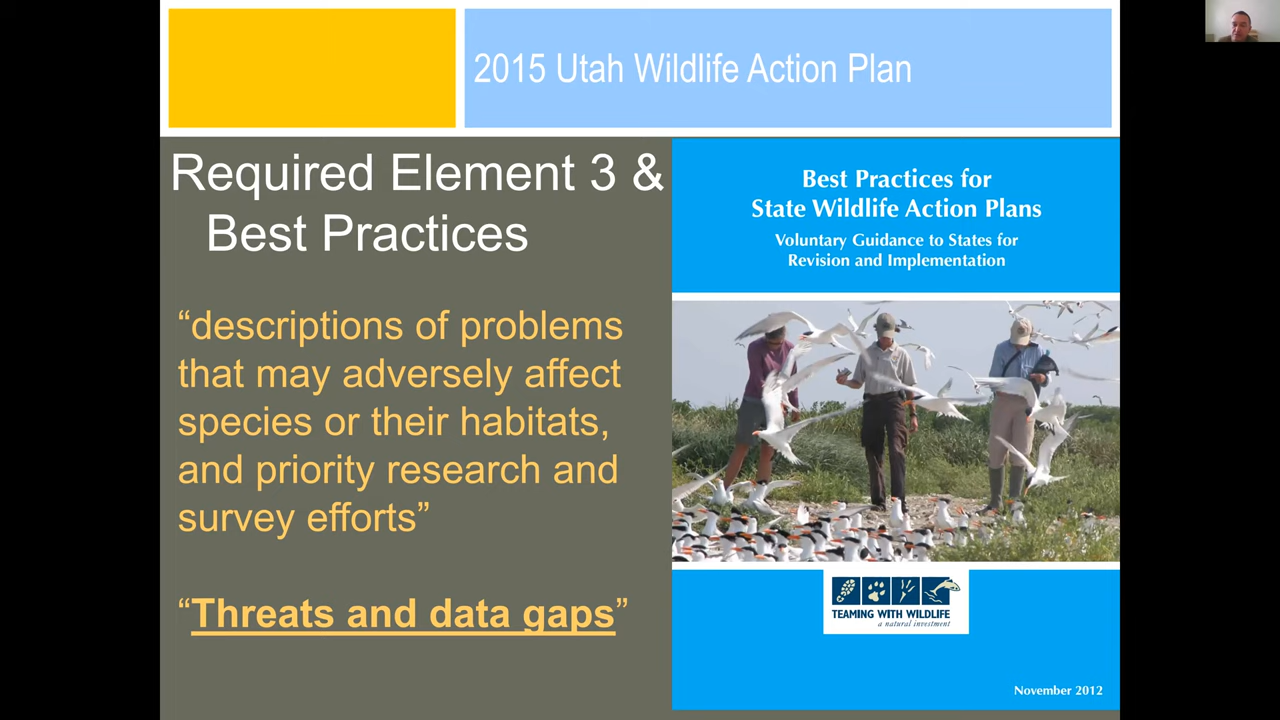 2015 Utah Wildlife Action Plan
Required Element 3 &
Best Practices
“descriptions of problems
that may adversely affect
species or their habitats,
and priority research and
survey efforts”
“Threats and data gaps”
Best Practices for
State Wildlife Action Plans
Voluntary Guidance to States for
Revision and Implementation
TEAMING WITH WILDLIFE
a natural investment
November 2012